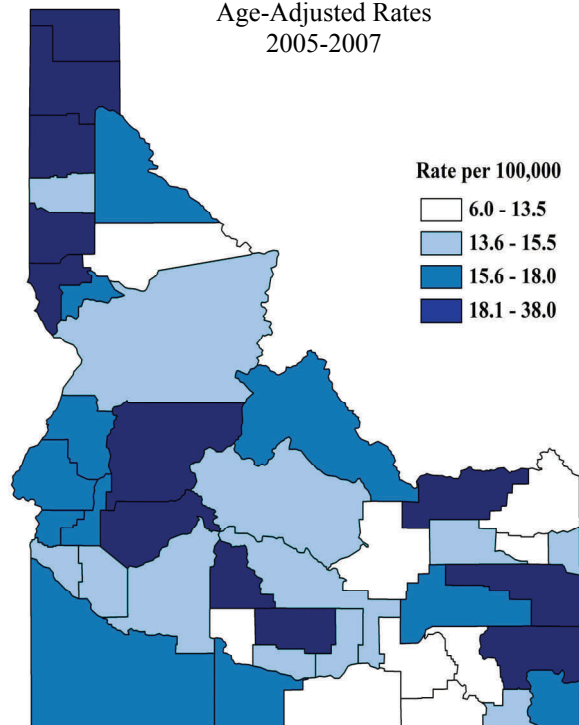 Age-Adjusted Rates
2005-2007
Rate per 100,000
6.0 - 13.5
13.6 - 15.5
15.6 - 18.0
18.1 - 38.0